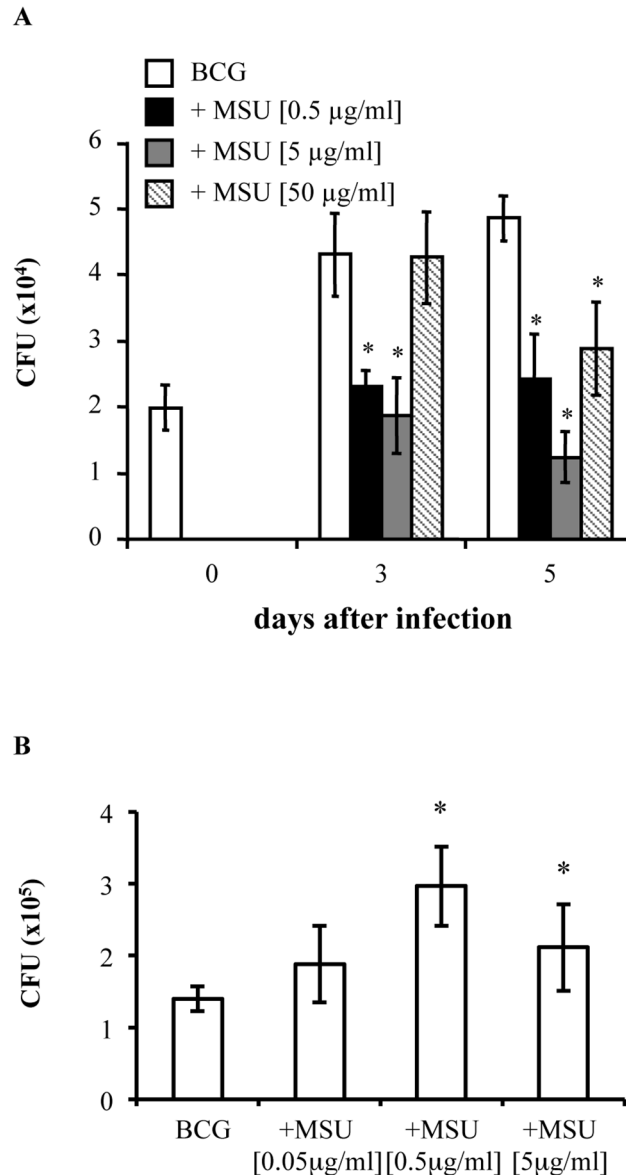 A
BCG
+ MSU [0.5 µg/ml]
+ MSU [5 µg/ml]
+ MSU [50 µg/ml]
6
5
4
3
2
1
0
CFU (x10⁴)
* *
*
*
*
0 3 5
days after infection
B
4
3
2
1
0
CFU (x10⁵)
*
*
BCG +MSU +MSU +MSU
[0.05µg/ml] [0.5µg/ml] [5µg/ml]